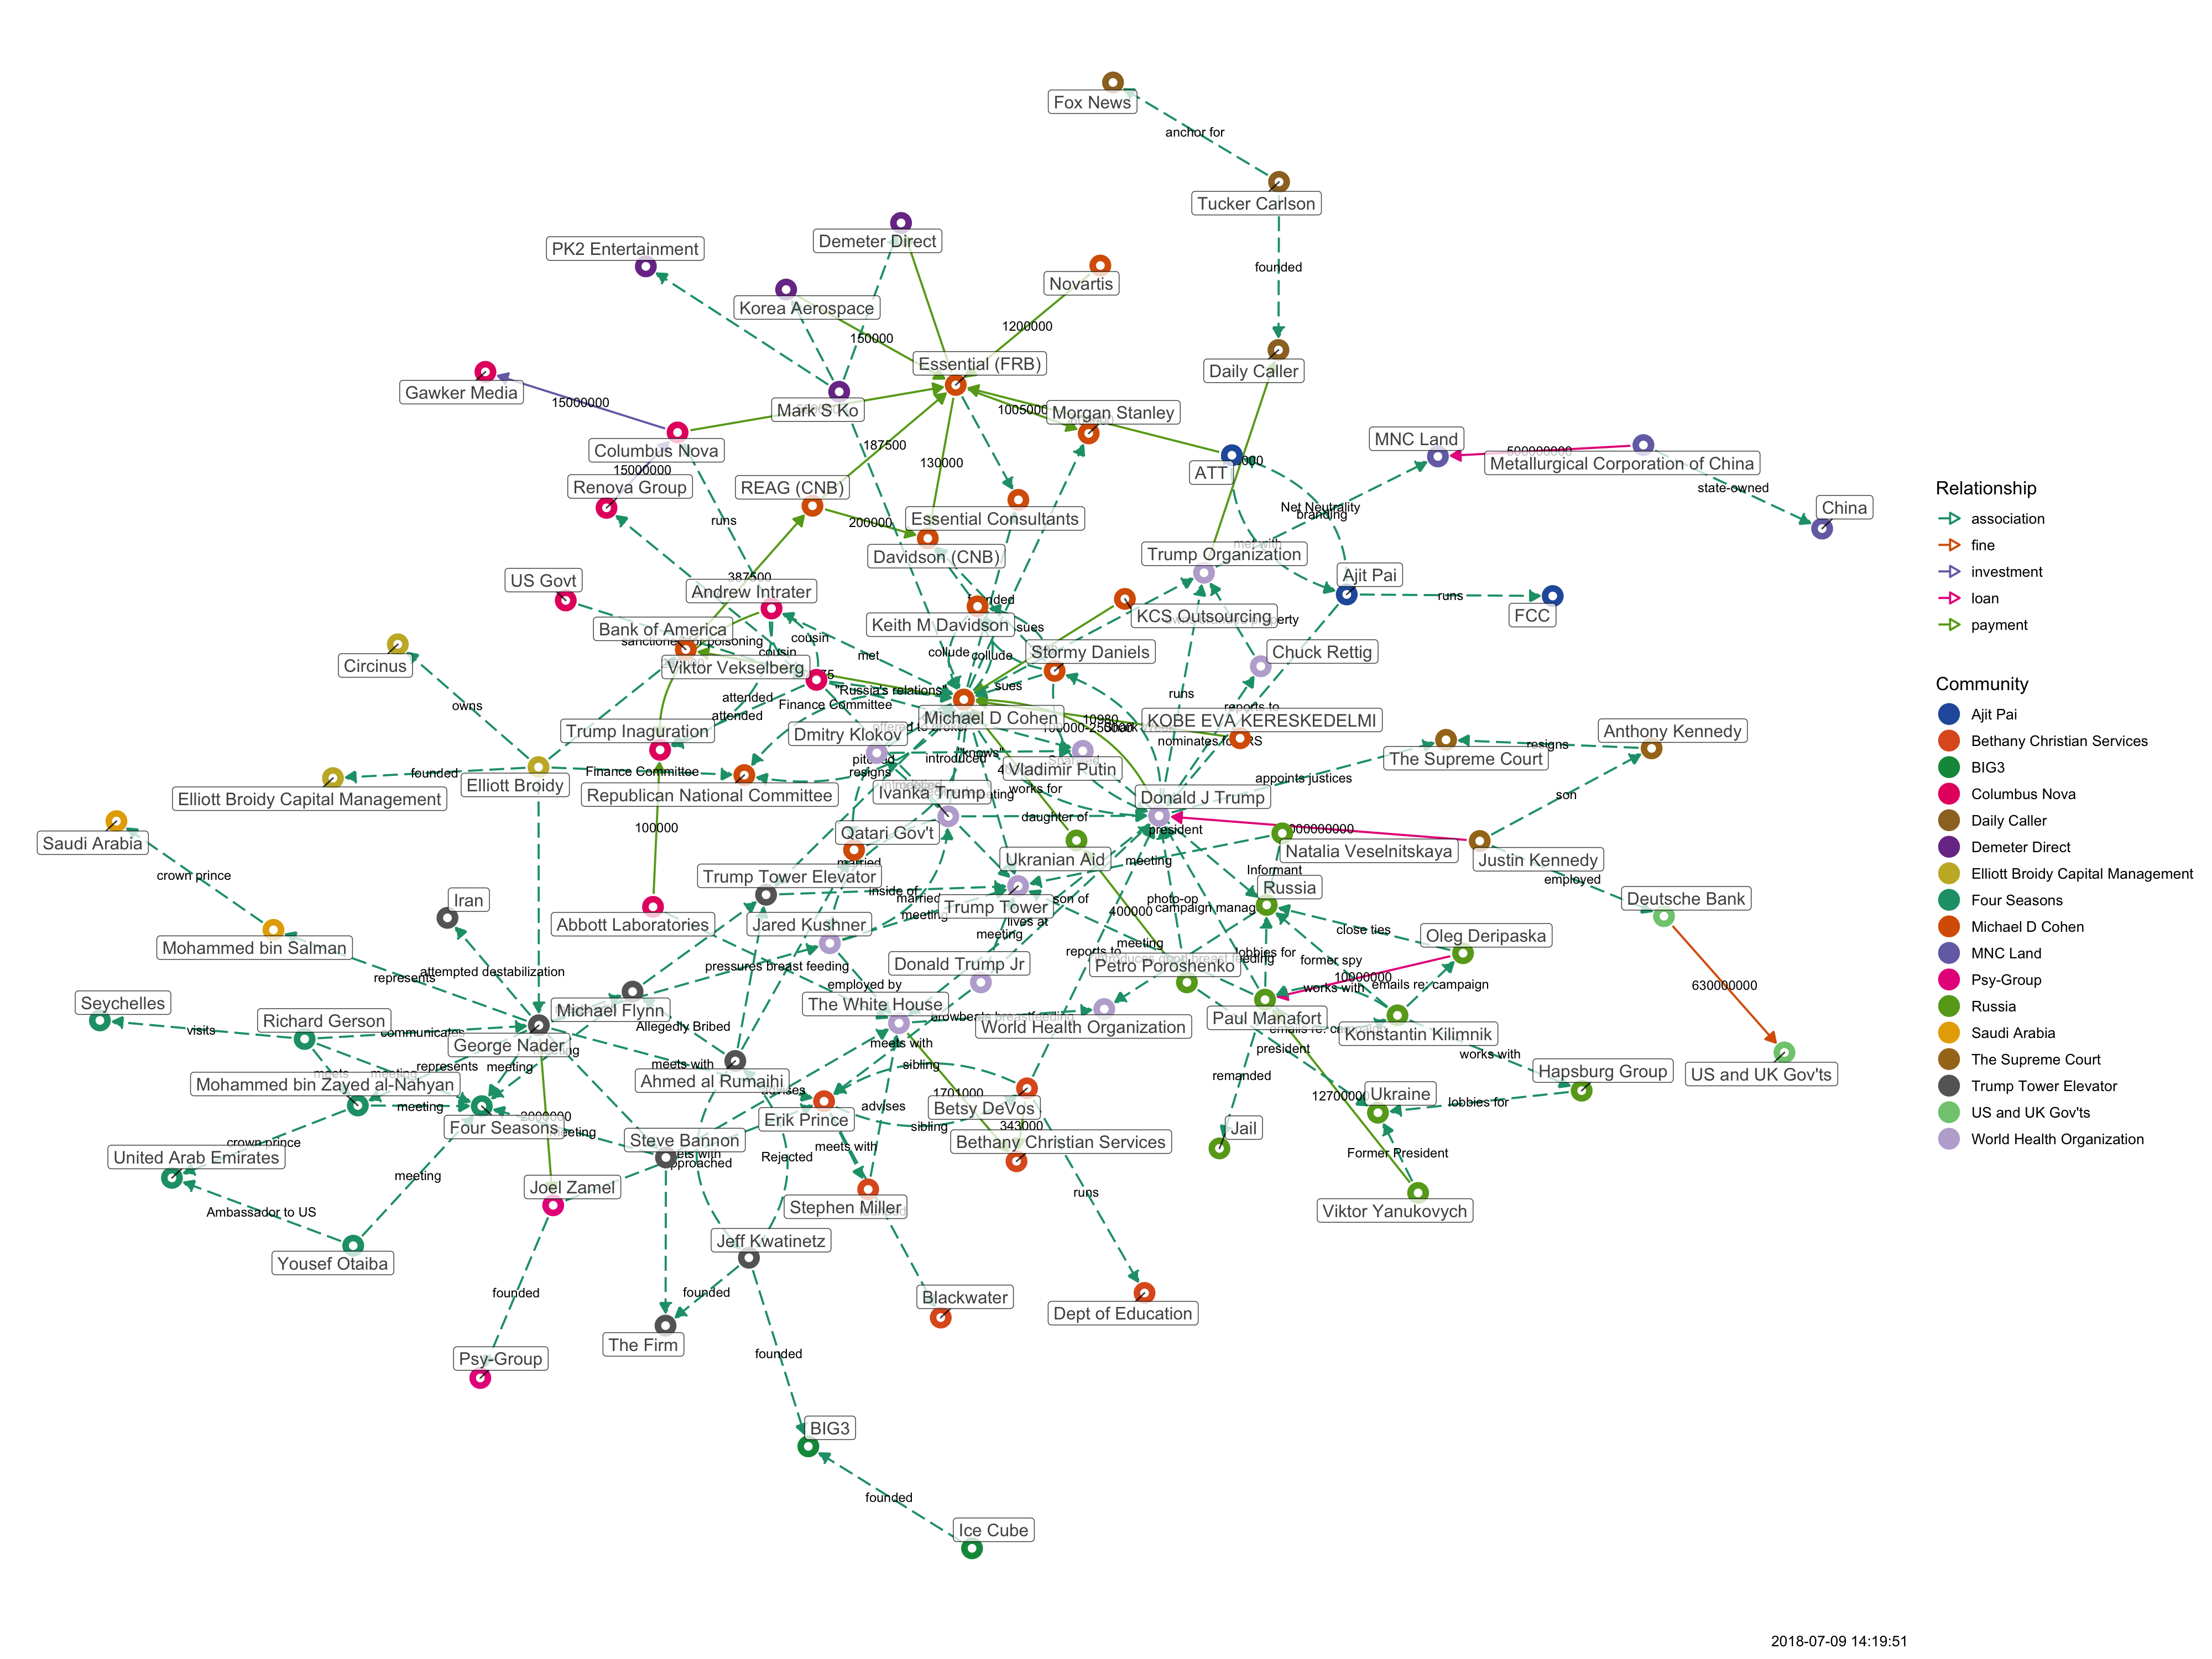 Fox News
anchor for
Tucker Carlson
PK2 Entertainment
Demeter Direct
Novartis
founded
Korea Aerospace
1200000
150000
Essential (FRB)
Daily Caller
Gawker Media
15000000
Mark S Ko
1005000
Morgan Stanley
Columbus Nova
187500
MNC Land
500000000
Metallurgical Corporation of China
130000
ATT
15000000
Renova Group
REAG (CNB)
state-owned
China
Net Neutrality
branding
runs
200000
Essential Consultants
Davidson (CNB)
met with
Trump Organization
US Govt
387500
Andrew Intrater
Ajit Pai
runs
FCC
KCS Outsourcing
Bank of America
Keith M Davidson
sues
cousin
cousin
collude
collude
Stormy Daniels
Chuck Rettig
Circinus
Viktor Vekselberg
met
sues
"Russia's relations"
attended
attended
Finance Committee
runs
owns
Michael D Cohen
reports to
10980
KOBE EVA KERESKEDELMI
Trump Inaguration
Dmitry Klokov
Anthony Kennedy
resigns
The Supreme Court
"knows"
introduced
Vladimir Putin
resigns
founded
Finance Committee
Elliott Broidy
Elliott Broidy Capital Management
Republican National Committee
Ivanka Trump
works for
Donald J Trump
appoints justices
son
Saudi Arabia
100000
Qatari Gov't
daughter of
president
Natalia Veselnitskaya
Justin Kennedy
Ukranian Aid
meeting
married
crown prince
Trump Tower Elevator
inside of
Informant
Russia
employed
Deutsche Bank
Iran
Abbott Laboratories
Jared Kushner
married
meeting
Trump Tower
son of
photo-op
400000
lives at
meeting
close ties
Oleg Deripaska
Mohammed bin Salman
meeting
reports to
lobbies for
former spy
attempted destabilization
represents
pressures breast feeding
Donald Trump Jr
Petro Poroshenko
10000000
works with
emails re: campaign
employed by
630000000
Seychelles
Michael Flynn
The White House
World Health Organization
Paul Manafort
Konstantin Kilimnik
visits
Richard Gerson
communicates
George Nader
Allegedly Bribed
browbeats breastfeeding
meets with
president
works with
represents
meeting
meets with
sibling
Mohammed bin Zayed al-Nahyan
Ahmed al Rumaihi
remanded
Hapsburg Group
US and UK Gov'ts
meeting
Four Seasons
2000000
advises
Erik Prince
advises
1701000
Betsy DeVos
sibling
343000
12700000
Ukraine
lobbies for
crown prince
United Arab Emirates
Steve Bannon
meets with
Bethany Christian Services
Jail
Rejected
Former President
meeting
Joel Zamel
Ambassador to US
Stephen Miller
runs
Viktor Yanukovych
Yousef Otaiba
Jeff Kwatinetz
founded
founded
Blackwater
Dept of Education
The Firm
founded
Psy-Group
BIG3
founded
Ice Cube
Relationship
association
fine
investment
loan
payment
Community
Ajit Pai
Bethany Christian Services
BIG3
Columbus Nova
Daily Caller
Demeter Direct
Elliott Broidy Capital Management
Four Seasons
Michael D Cohen
MNC Land
Psy-Group
Russia
Saudi Arabia
The Supreme Court
Trump Tower Elevator
US and UK Gov'ts
World Health Organization
2018-07-09 14:19:51